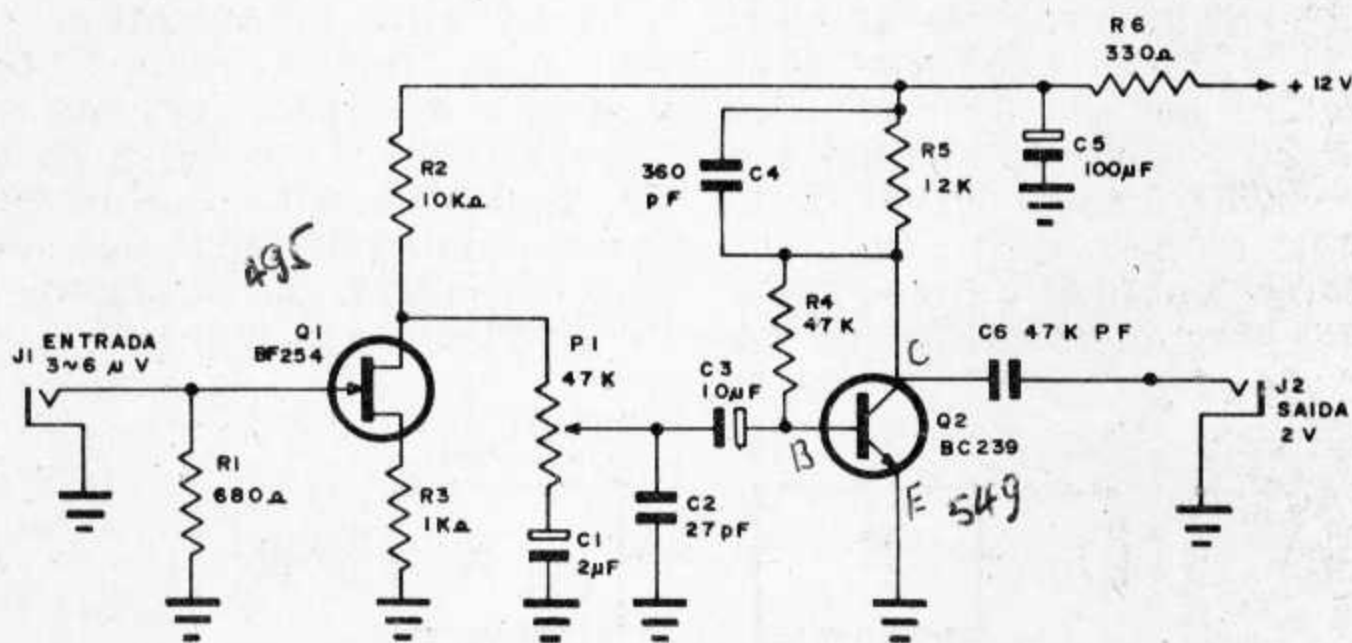 R6
330Ω
+ 12 V
R2
10KΩ
360
pF
C4
R5
12K
C5
100µF
495
J1 ENTRADA
3~6 µV
Q1
BF254
P1
47K
R4
47K
C3
10µF
C
C6 47K PF
J2
SAIDA
2V
Q2
BC239
B
E 549
R1
680Ω
R3
1KΩ
C1
2µF
C2
27pF